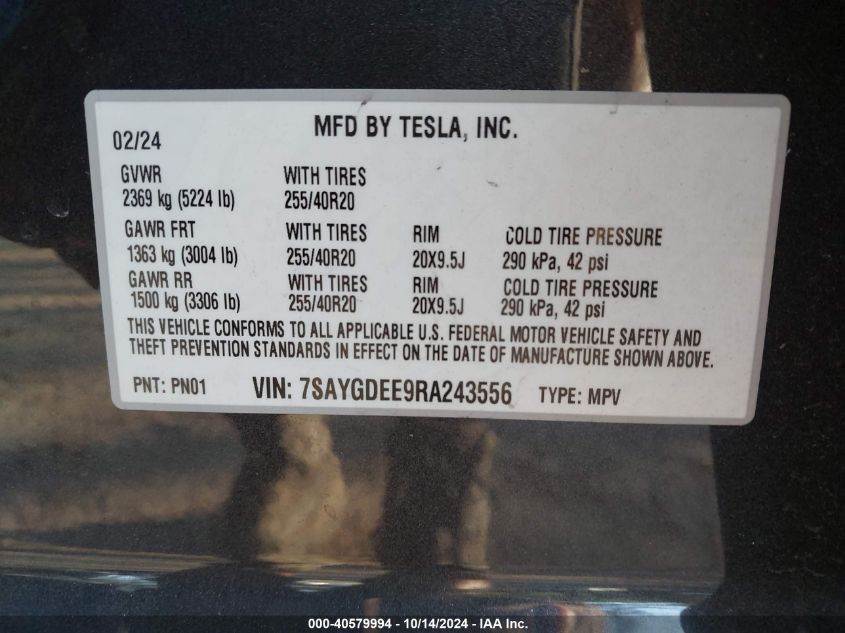 MFD BY TESLA, INC.
02/24
GVWR WITH TIRES
2369 kg (5224 lb) 255/40R20
GAWR FRT WITH TIRES RIM COLD TIRE PRESSURE
1363 kg (3004 lb) 255/40R20 20X9.5J 290 kPa, 42 psi
GAWR RR WITH TIRES RIM COLD TIRE PRESSURE
1500 kg (3306 lb) 255/40R20 20X9.5J 290 kPa, 42 psi
THIS VEHICLE CONFORMS TO ALL APPLICABLE U.S. FEDERAL MOTOR VEHICLE SAFETY AND
THEFT PREVENTION STANDARDS IN EFFECT ON THE DATE OF MANUFACTURE SHOWN ABOVE.
PNT: PN01 VIN: 7SAYGDEE9RA243556 TYPE: MPV
000-40579994 - 10/14/2024 - IAA Inc.